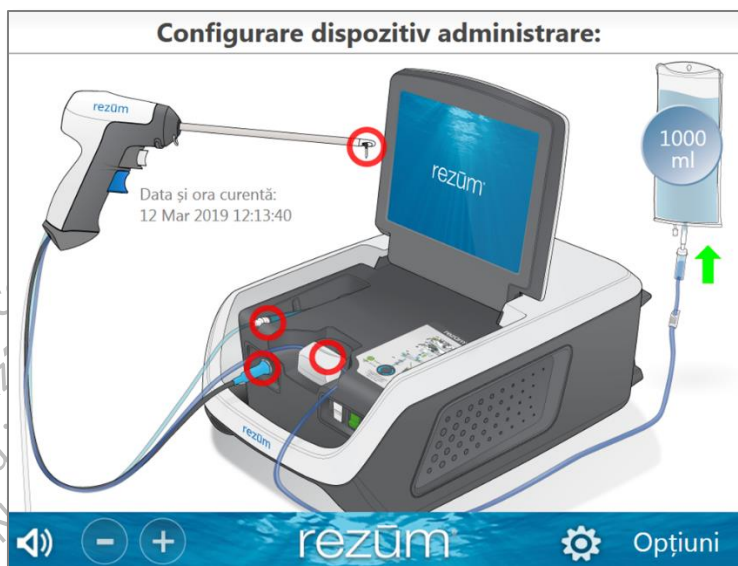 Configurare dispozitiv administrare:
rezūm
Data și ora curentă:
12 Mar 2019 12:13:40
rezūm
1000
ml
rezūm
rezūm
Opțiuni